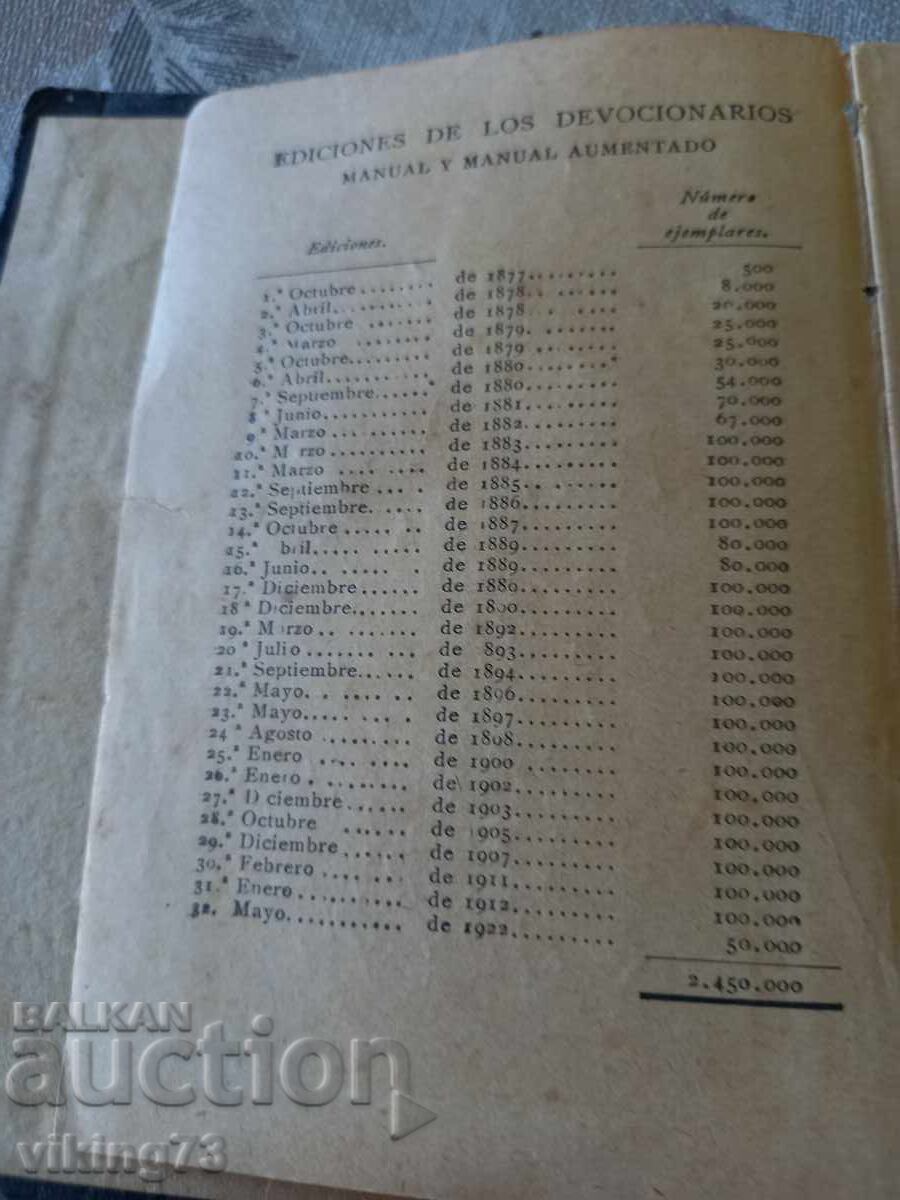 EDICIONES DE LOS DEVOCIONARIOS
MANUAL Y MANUAL AUMENTADO
Ediciones. Número de ejemplares.
1.ª Octubre ........ de 1877......... 500
2.ª Abril........... de 1878.. ...... 8.000
3.ª Octubre ....... de 1878.. . .... 20.000
4.ª Marzo ........ de 1879. ....... 25.000
5.ª Octubre......... de 1879 ........ 25.000
6.ª Abril........... de 1880......... 30.000
7.ª Septiembre...... de 1880......... 54.000
8 ª Junio........... de 1881......... 70.000
9 ª Marzo .......... de 1882......... 67.000
10.ª M rzo .......... de 1883......... 100.000
11.ª Marzo .... ..... de 1884......... 100.000
12.ª Septiembre ... . de 1885.. ...... 100.000
13.ª Septiembre...... de 1886......... 100.000
14.ª Octubre ..... .. de 1887......... 100.000
15.ª bril..... ..... de 1889......... 80.000
16.ª Junio.. ..... . de 1889......... 80.000
17.ª Diciembre...... de 1880......... 100.000
18 ª Diciembre...... de 1800......... 100.000
19.ª Marzo .. ....... de 1892......... 100.000
20 ª Julio .. ....... de 893......... 100.000
21.ª Septiembre...... de 1894......... 100.000
22.ª Mayo. . .. ..... de 1896......... 100.000
23.ª Mayo..... ... . de 1897......... 100.000
24 ª Agosto ......... de 1808......... 100.000
25.ª Enero .... ..... de 1900 ........ 100.000
26.ª Enero . ........ de 1902......... 100.000
27.ª D ciembre ...... de 1903......... 100.000
28.ª Octubre ...... de 1905......... 100.000
29.ª Diciembre ...... de 1907......... 100.000
30.ª Febrero .... ... de 1911......... 100.000
31.ª Enero .......... de 1912......... 100.000
32. Mayo........... de 1922......... 50.000
2.450.000
BALKAN
auction
viking73